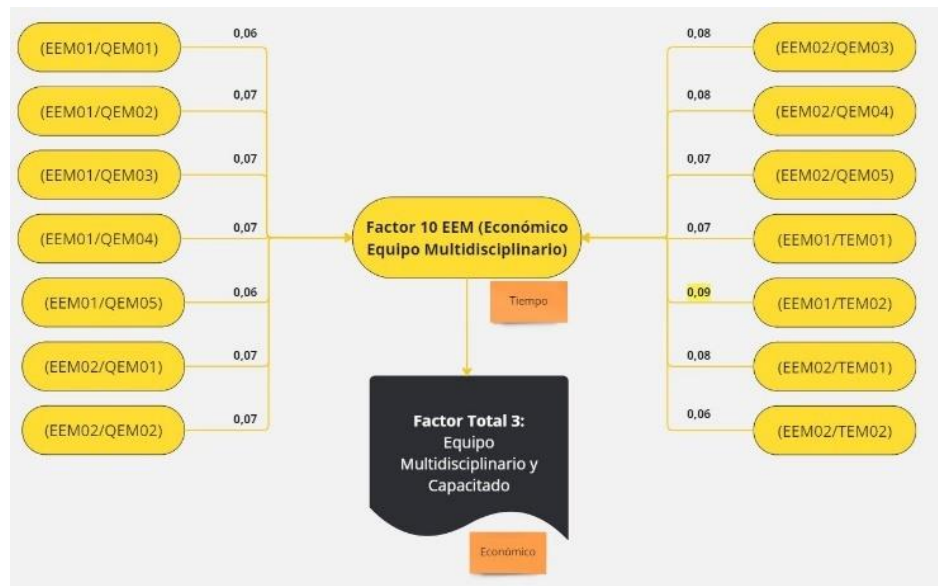 0,06
(EEM01/QEM01)
0,07
(EEM01/QEM02)
0,07
(EEM01/QEM03)
0,07
(EEM01/QEM04)
0,06
(EEM01/QEM05)
0,07
(EEM02/QEM01)
0,07
(EEM02/QEM02)
Factor 10 EEM (Económico
Equipo Multidisciplinario)
Tiempo
Factor Total 3:
Equipo
Multidisciplinario y
Capacitado
Económico
0,08
(EEM02/QEM03)
0,08
(EEM02/QEM04)
0,07
(EEM02/QEM05)
0,07
(EEM01/TEM01)
0,09
(EEM01/TEM02)
0,08
(EEM02/TEM01)
0,06
(EEM02/TEM02)